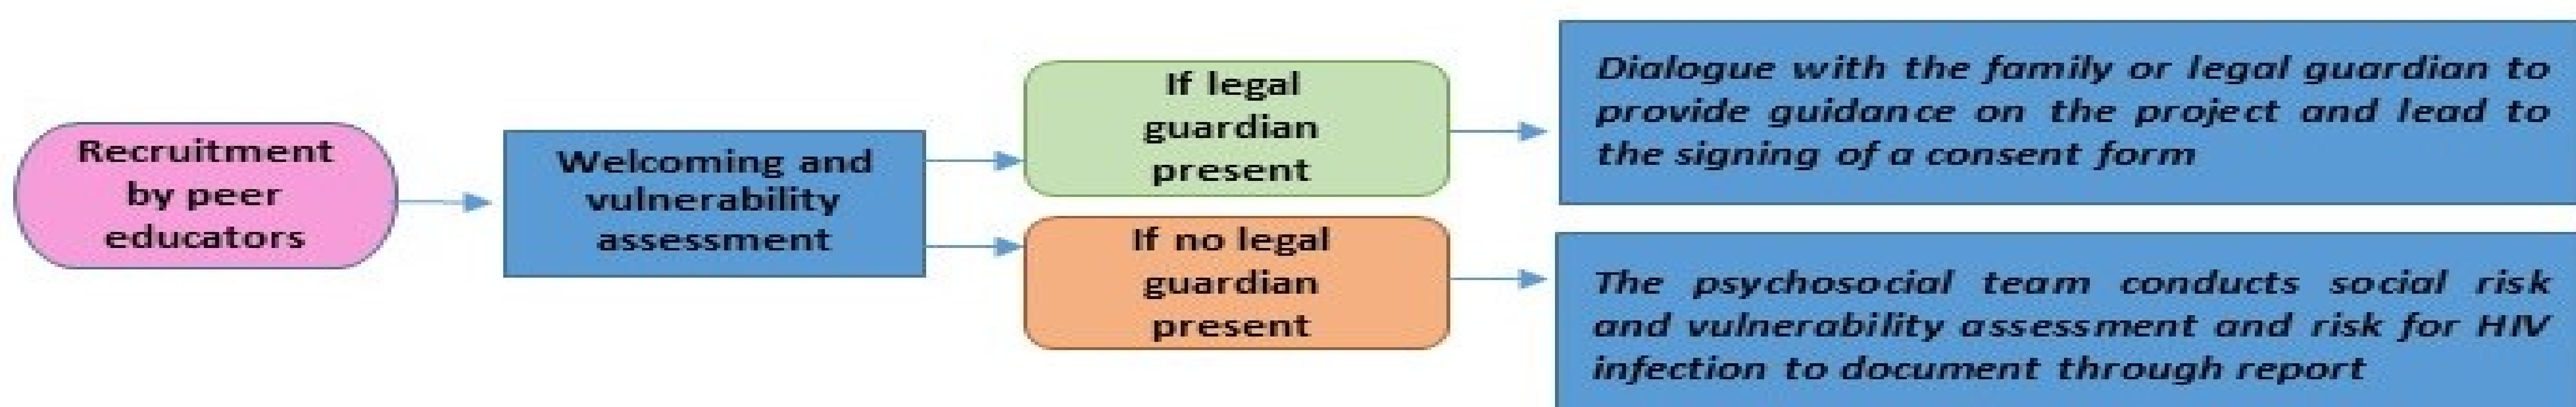 Recruitment
by peer
educators
Welcoming and
vulnerability
assessment
If legal
guardian
present
Dialogue with the family or legal guardian to
provide guidance on the project and lead to
the signing of a consent form
If no legal
guardian
present
The psychosocial team conducts social risk
and vulnerability assessment and risk for HIV
infection to document through report